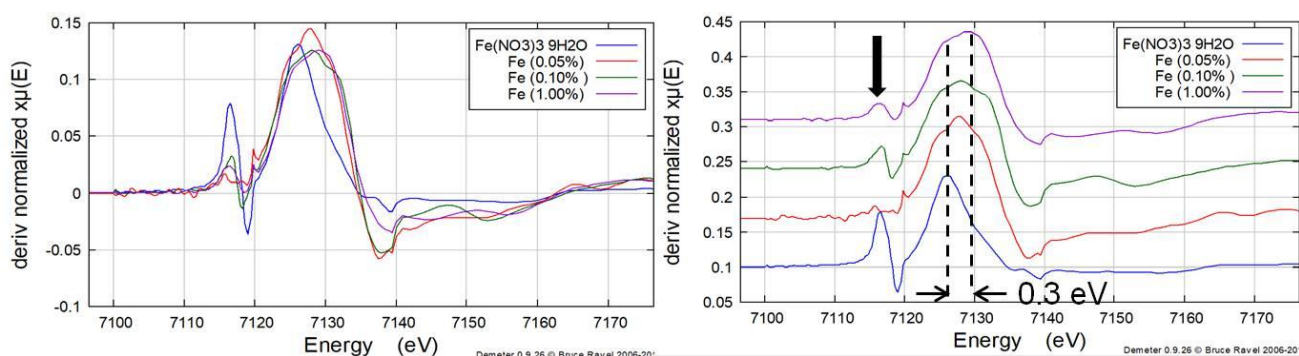 deriv normalized xμ(E)
0.15
0.1
0.05
0
-0.05
-0.1
7100 7110 7120 7130 7140 7150 7160 7170
Energy (eV)
Fe(NO3)3 9H2O
Fe (0.05%)
Fe (0.10%)
Fe (1.00%)
Demeter 0.9.26 © Bruce Ravel 2006-201
deriv normalized xμ(E)
0.45
0.4
0.35
0.3
0.25
0.2
0.15
0.1
0.05
7100 7110 7120 7130 7140 7150 7160 7170
Energy (eV)
Fe(NO3)3 9H2O
Fe (0.05%)
Fe (0.10%)
Fe (1.00%)
0.3 eV
Demeter 0.9.26 © Bruce Ravel 2006-20